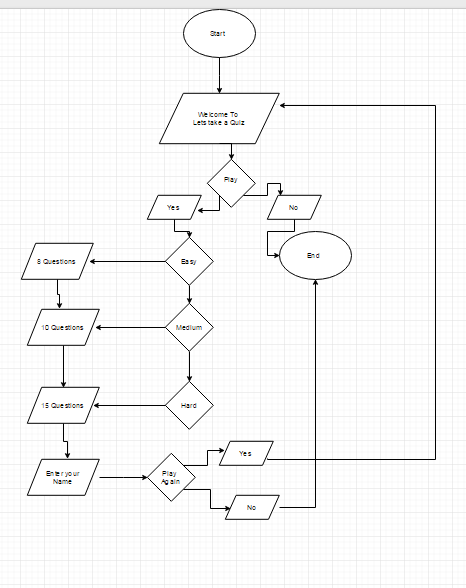 Start
Welcome To
Lets take a Quiz
Play
Yes
No
End
Easy
8 Questions
Medium
10 Questions
Hard
15 Questions
Yes
Enter your
Name
Play
Again
No